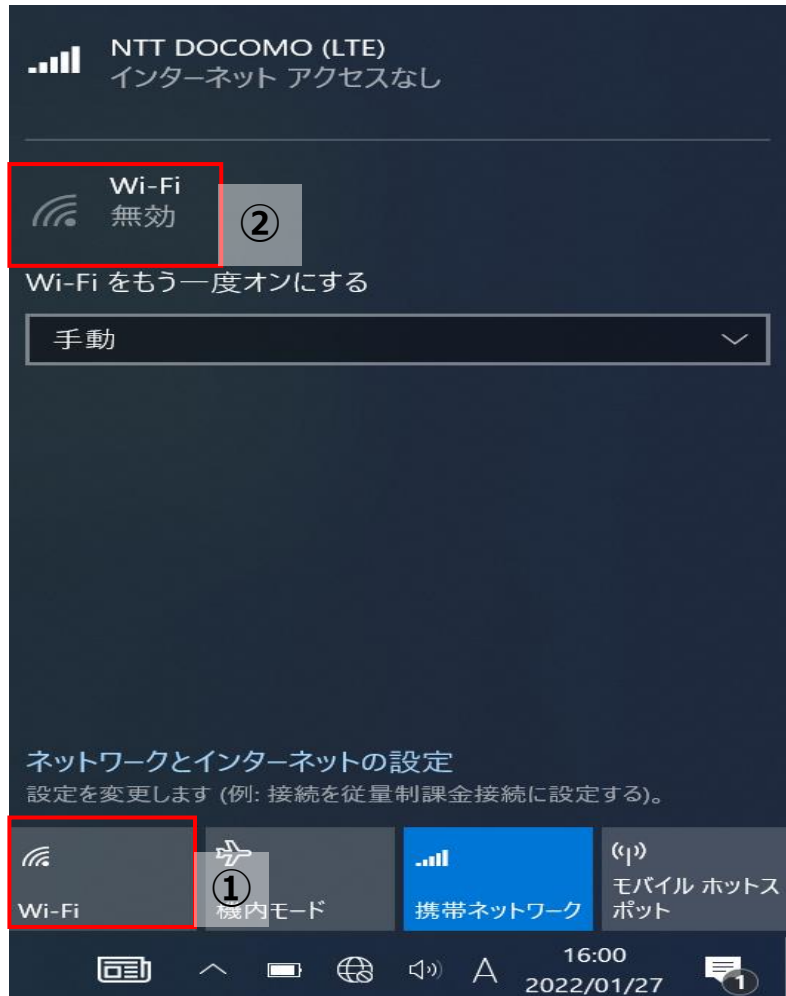 NTT DOCOMO (LTE)
インターネット アクセスなし
Wi-Fi
無効
②
Wi-Fi をもう一度オンにする
手動
ネットワークとインターネットの設定
設定を変更します (例: 接続を従量制課金接続に設定する)。
Wi-Fi
①
機内モード
携帯ネットワーク
モバイル ホットス
ポット
A
16:00
2022/01/27
1